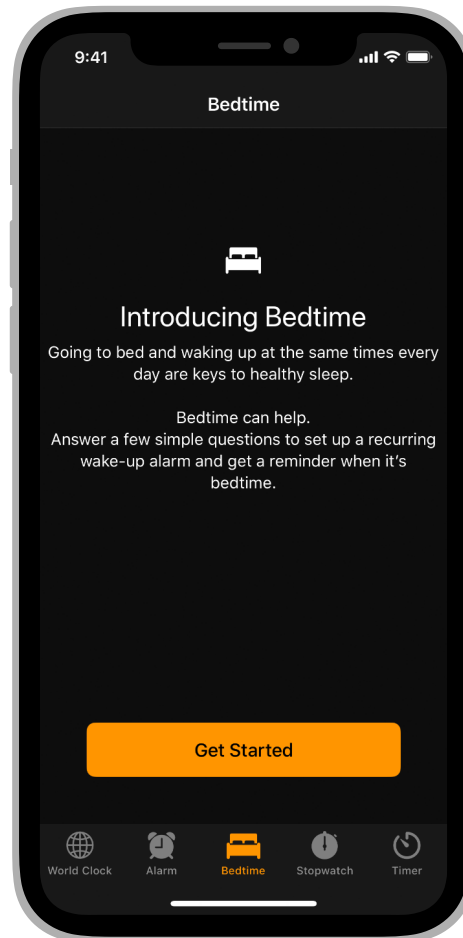 9:41
Bedtime
Introducing Bedtime
Going to bed and waking up at the same times every
day are keys to healthy sleep.
Bedtime can help.
Answer a few simple questions to set up a recurring
wake-up alarm and get a reminder when it's
bedtime.
Get Started
World Clock
Alarm
Bedtime
Stopwatch
Timer